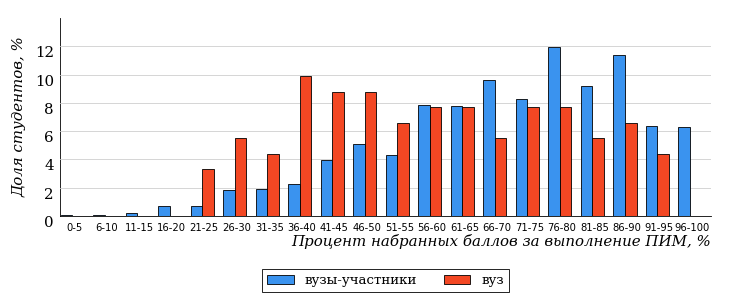 Доля студентов, %
12
10
8
6
4
2
0
0-5 6-10 11-15 16-20 21-25 26-30 31-35 36-40 41-45 46-50 51-55 56-60 61-65 66-70 71-75 76-80 81-85 86-90 91-95 96-100
Процент набранных баллов за выполнение ПИМ, %
вузы-участники вуз